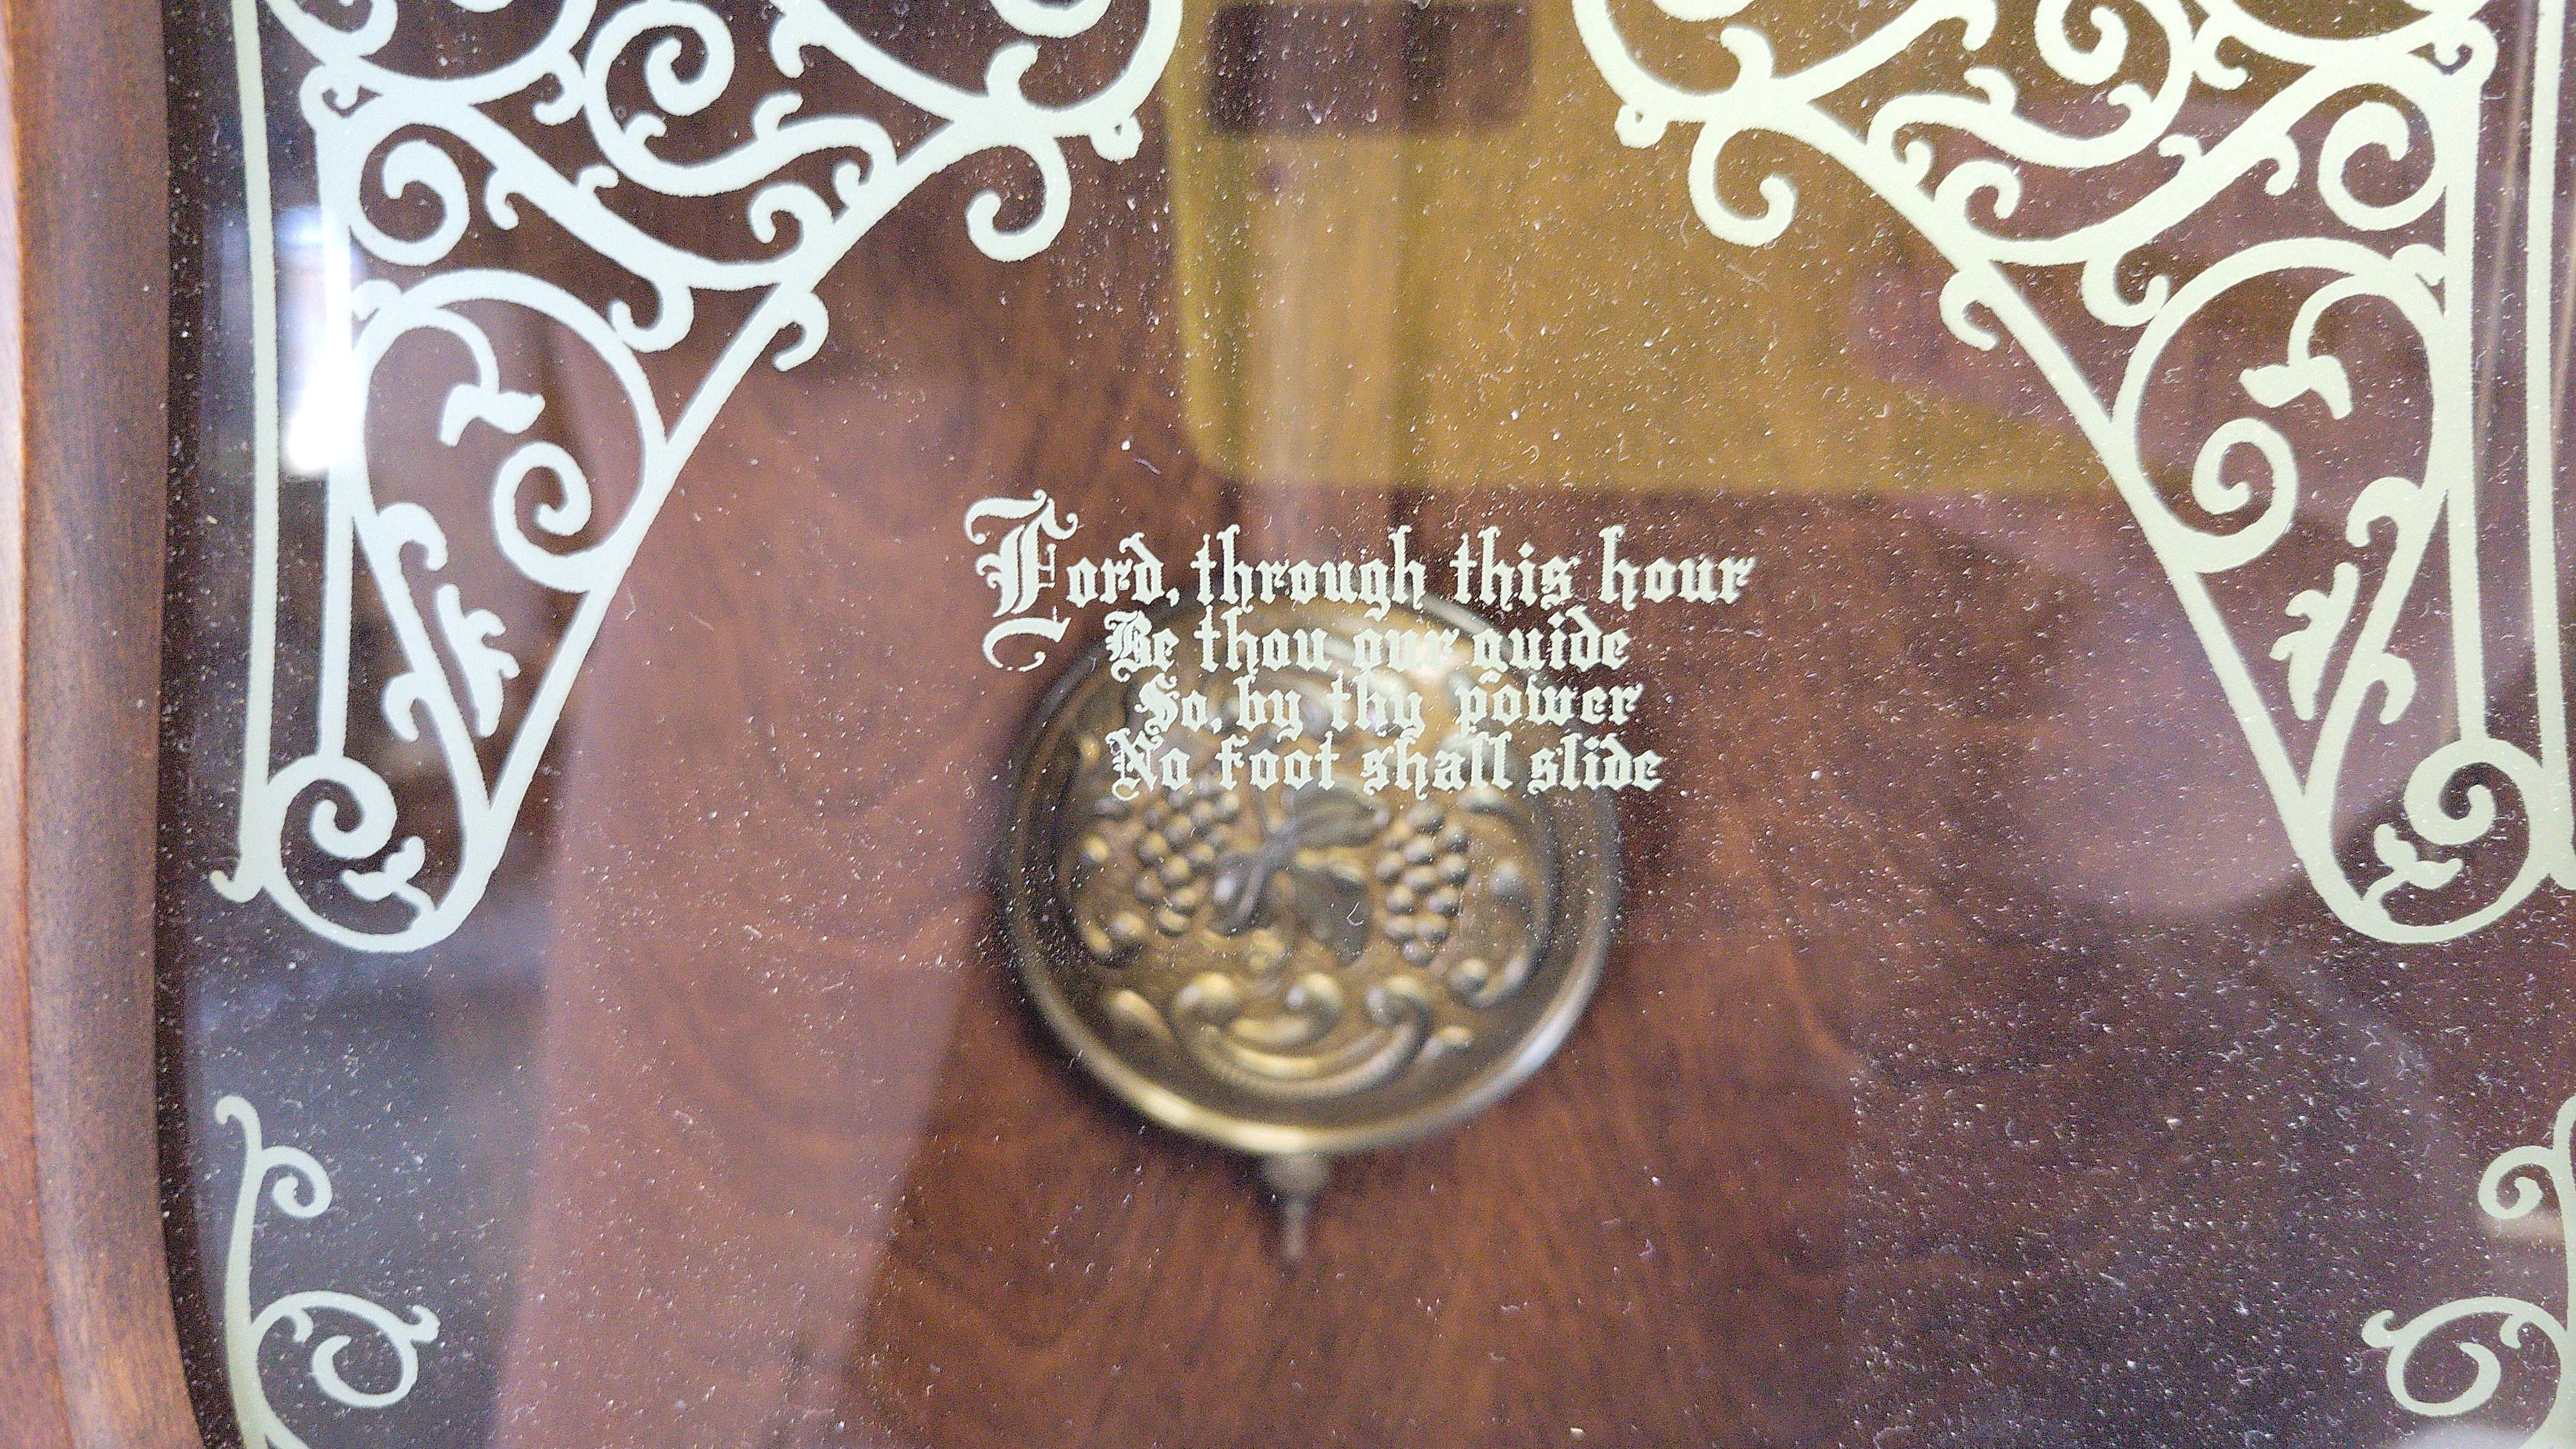 Lord, through this hour
Be thou our guide
So, by thy power
No foot shall slide